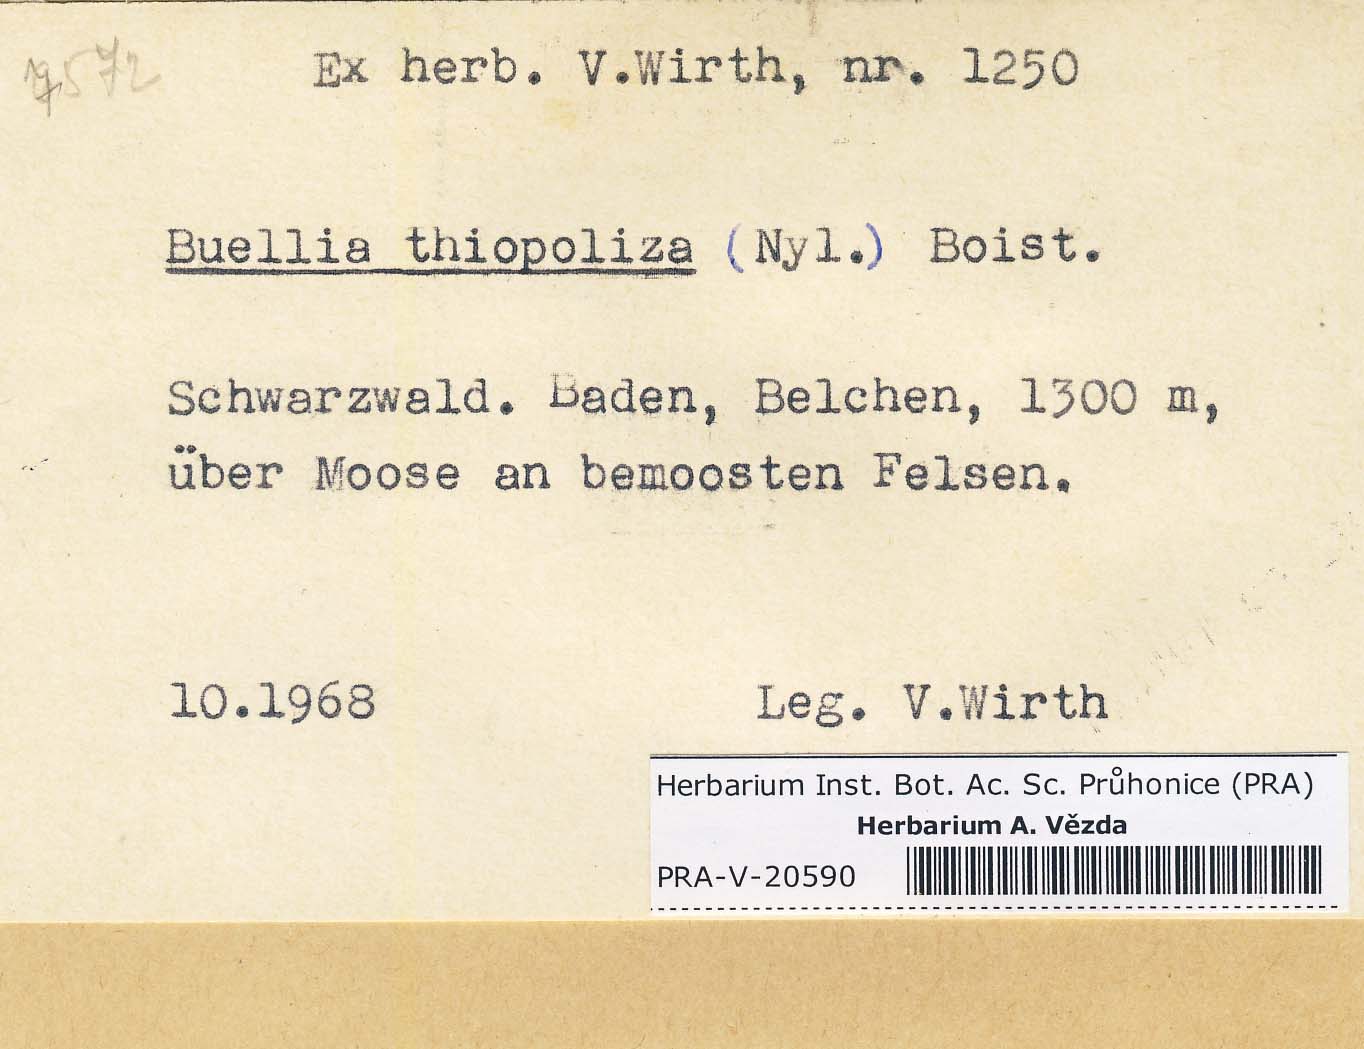 Ex herb. V.Wirth, nr. 1250
Buellia thiopoliza (Nyl.) Boist.
Schwarzwald. Baden, Belchen, 1300 m,
über Moose an bemoosten Felsen.
10.1968 Leg. V.Wirth
Herbarium Inst. Bot. Ac. Sc. Průhonice (PRA)
Herbarium A. Vězda
PRA-V-20590